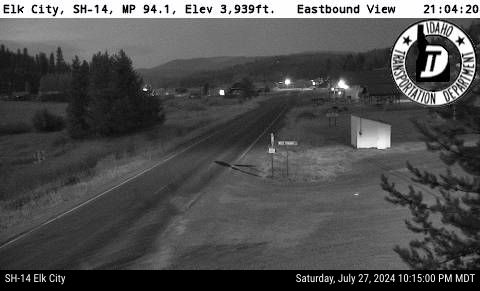 Elk City, SH-14, MP 94.1, Elev 3,939ft. Eastbound View 21:04:20
IDAHO
TRANSPORTATION DEPARTMENT
SH-14 Elk City Saturday, July 27, 2024 10:15:00 PM MDT